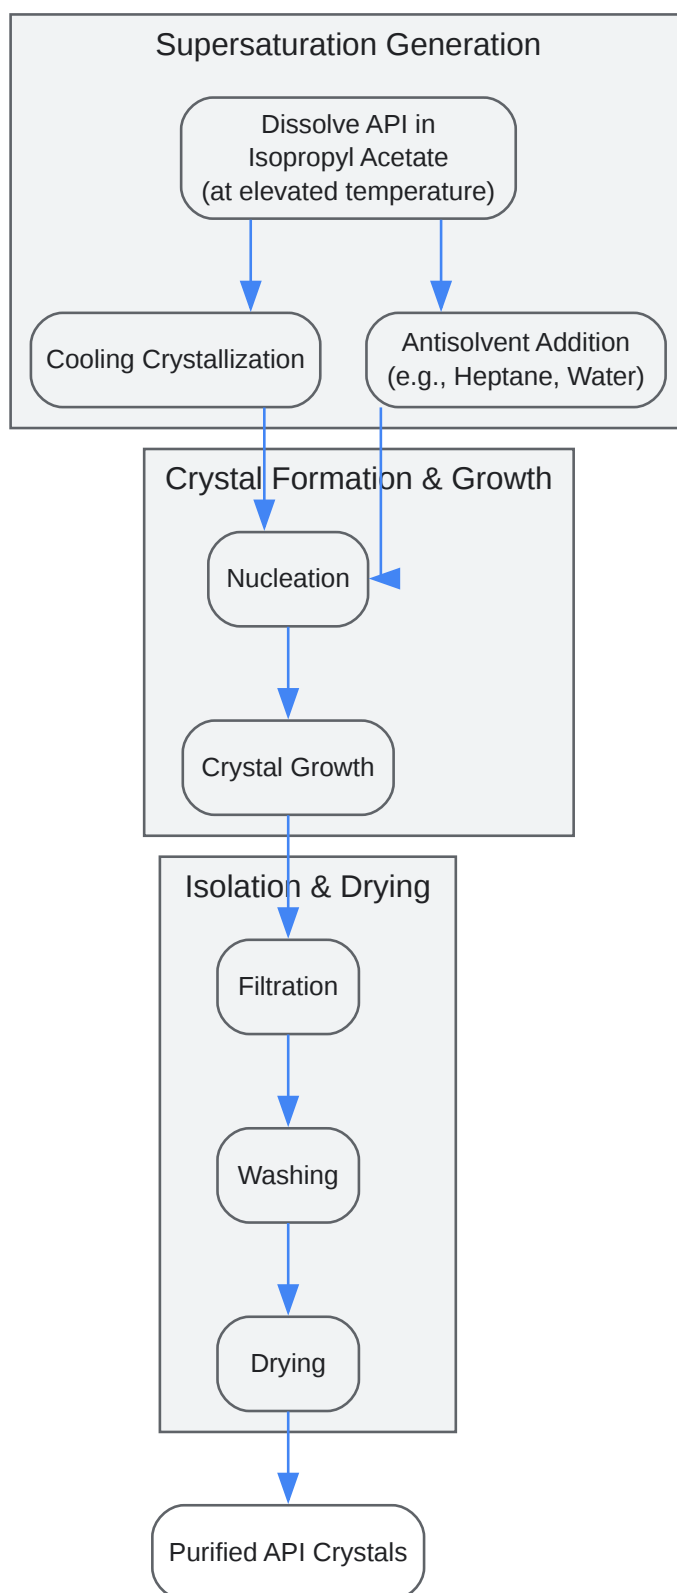 Supersaturation Generation
Dissolve API in
Isopropyl Acetate
(at elevated temperature)
Cooling Crystallization
Antisolvent Addition
(e.g., Heptane, Water)
Crystal Formation & Growth
Nucleation
Crystal Growth
Isolation & Drying
Filtration
Washing
Drying
Purified API Crystals